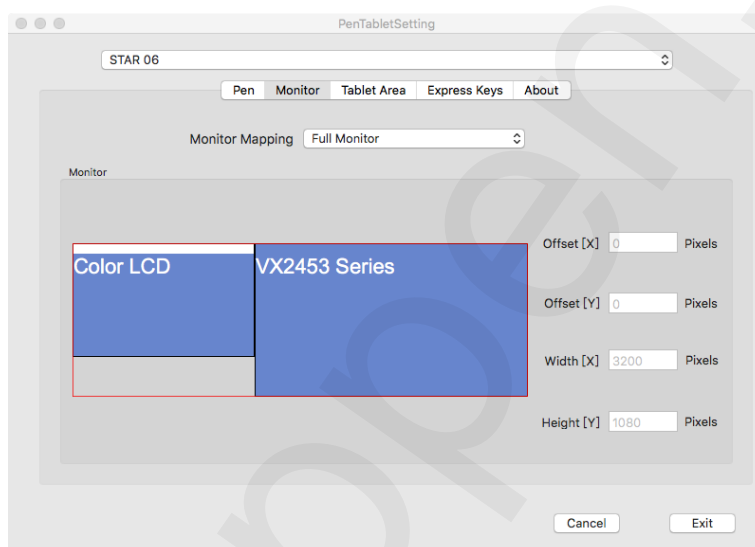 PenTabletSetting
STAR 06
Pen Monitor Tablet Area Express Keys About
Monitor Mapping Full Monitor
Monitor
Color LCD VX2453 Series
Offset [X] 0 Pixels
Offset [Y] 0 Pixels
Width [X] 3200 Pixels
Height [Y] 1080 Pixels
Cancel Exit